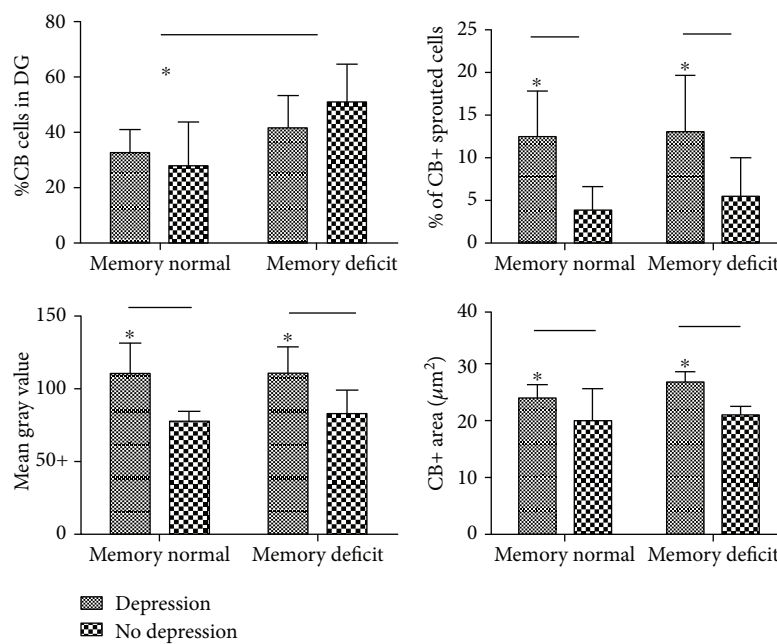 %CB cells in DG
80
60
40
20
0
*
Memory normal Memory deficit
% of CB+ sprouted cells
25
20
15
10
5
0
* *
Memory normal Memory deficit
Mean gray value
150
100
50+
0
* *
Memory normal Memory deficit
CB+ area (μm²)
40
30
20
10
0
* *
Memory normal Memory deficit
Depression
No depression